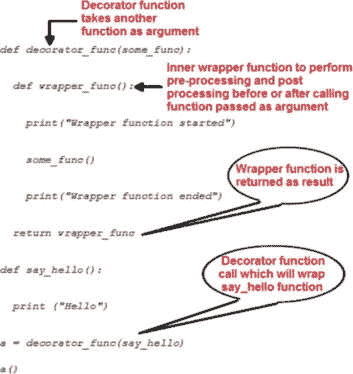 Decorator function
takes another
function as argument
def decorator_func(some_func):
Inner wrapper function to perform
pre-processing and post
processing before or after calling
function passed as argument
def wrapper_func():
print("Wrapper function started")
some_func()
print("Wrapper function ended")
Wrapper function is
returned as result
return wrapper_func
def say_hello():
print ("Hello")
Decorator function
call which will wrap
say_hello function
a = decorator_func(say_hello)
a()